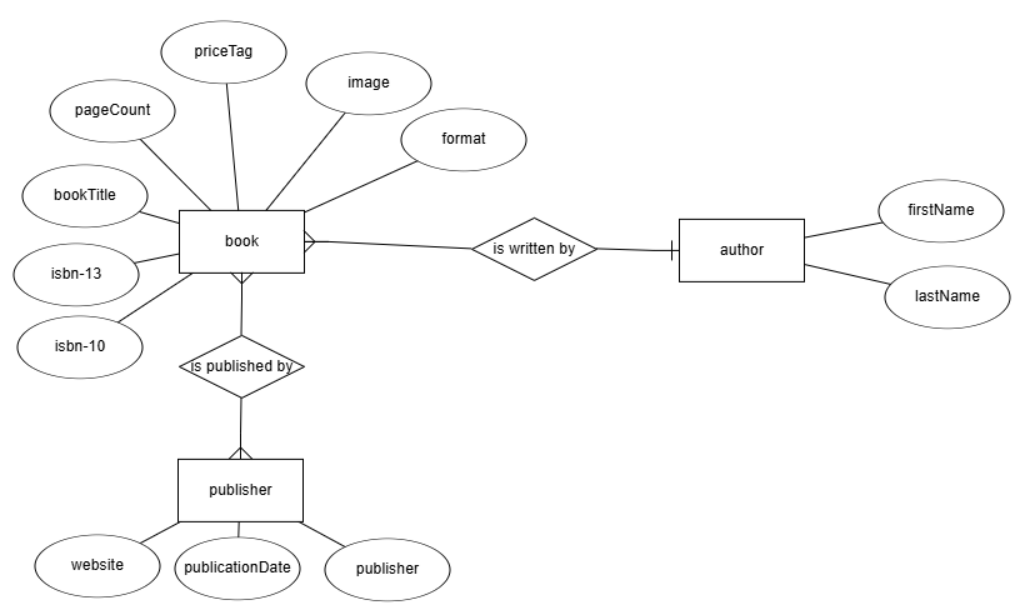 priceTag
image
pageCount
format
bookTitle
firstName
book
is written by
author
isbn-13
lastName
isbn-10
is published by
publisher
website
publicationDate
publisher